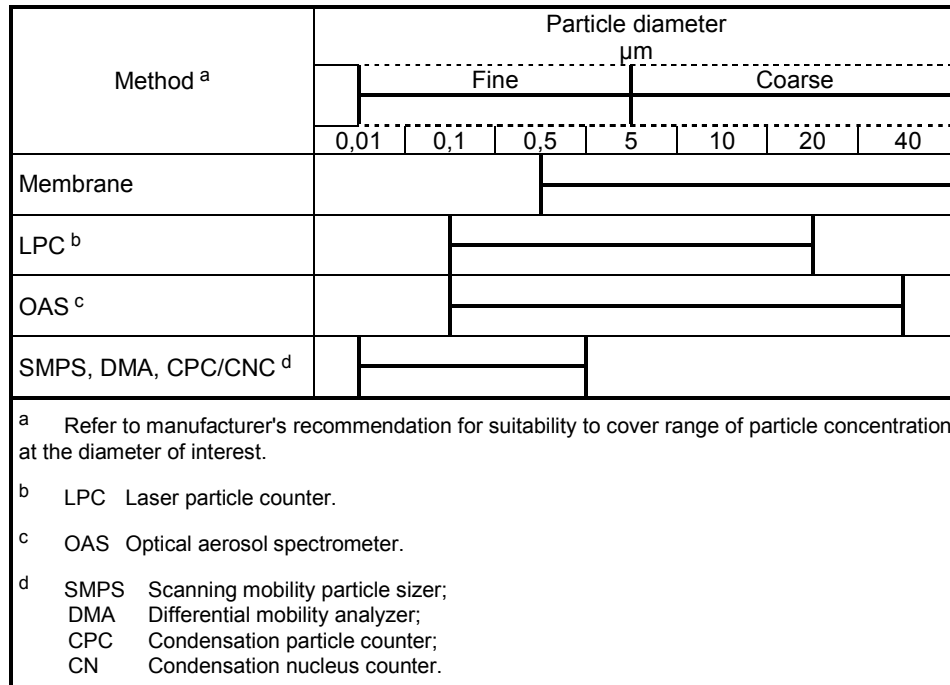 Particle diameter
µm
Method a
Fine Coarse
0,01 0,1 0,5 5 10 20 40
Membrane
LPC b
OAS c
SMPS, DMA, CPC/CNC d
a Refer to manufacturer's recommendation for suitability to cover range of particle concentration
at the diameter of interest.
b LPC Laser particle counter.
c OAS Optical aerosol spectrometer.
d SMPS Scanning mobility particle sizer;
DMA Differential mobility analyzer;
CPC Condensation particle counter;
CN Condensation nucleus counter.